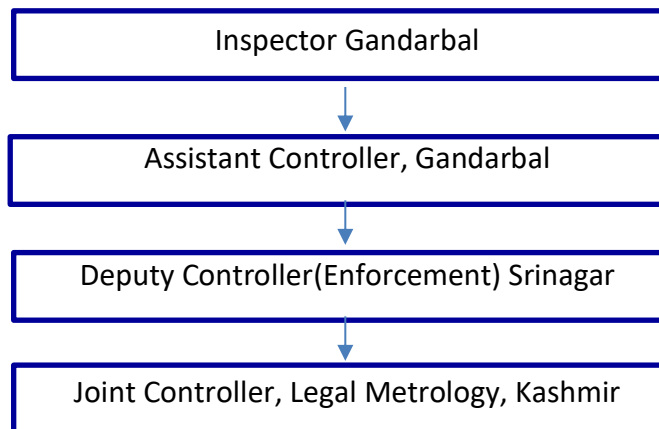 Inspector Gandarbal
Assistant Controller, Gandarbal
Deputy Controller(Enforcement) Srinagar
Joint Controller, Legal Metrology, Kashmir